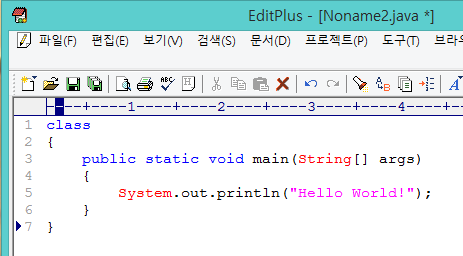 EditPlus - [Noname2.java *]
파일(F) 편집(E) 보기(V) 검색(S) 문서(D) 프로젝트(P) 도구(T) 브라우
----+----1----+----2----+----3----+----4----+
1 class
2 {
3     public static void main(String[] args)
4     {
5         System.out.println("Hello World!");
6     }
7 }